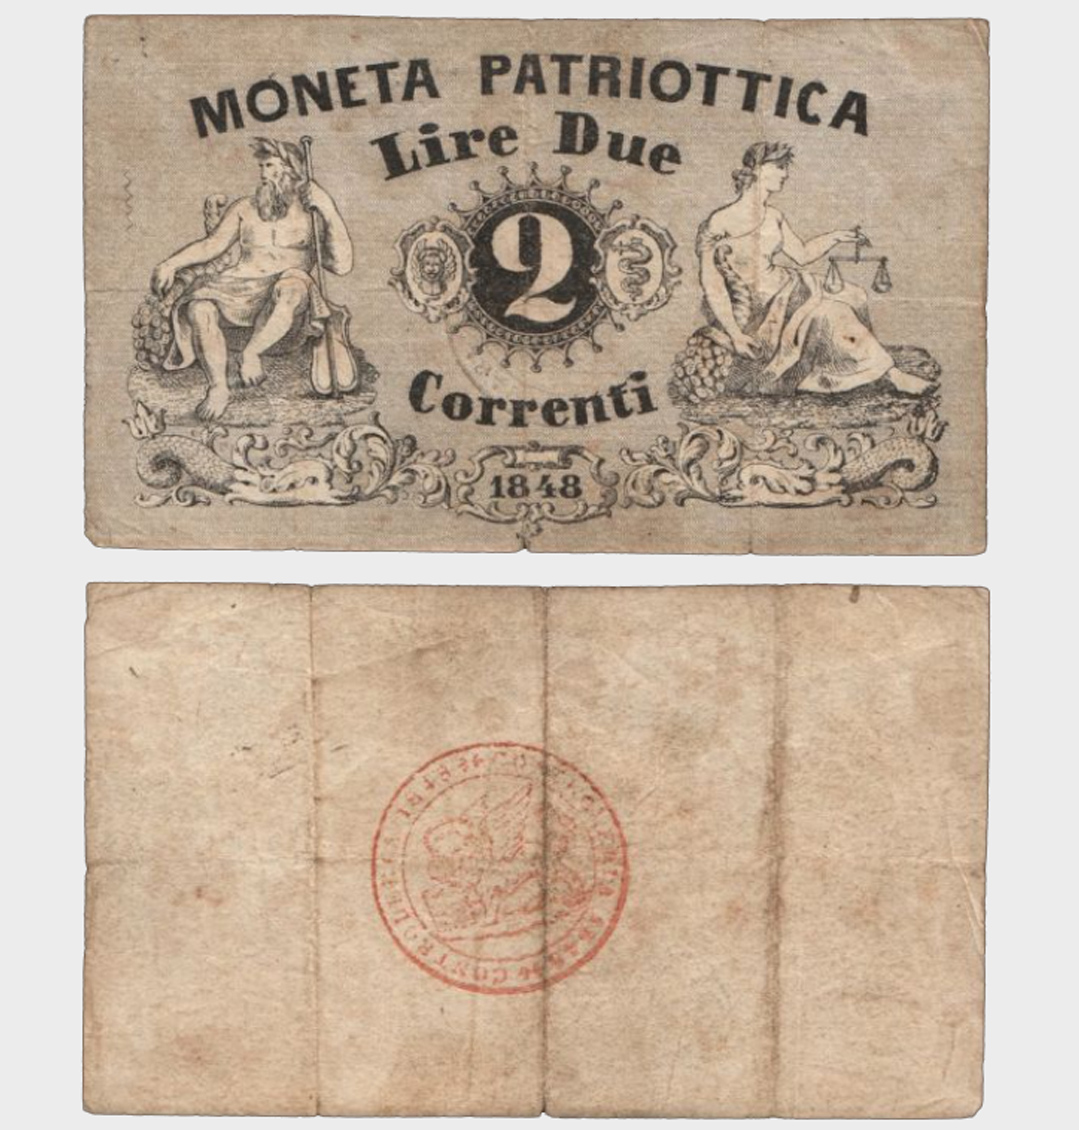 MONETA PATRIOTTICA
Lire Due
2
Correnti
1848